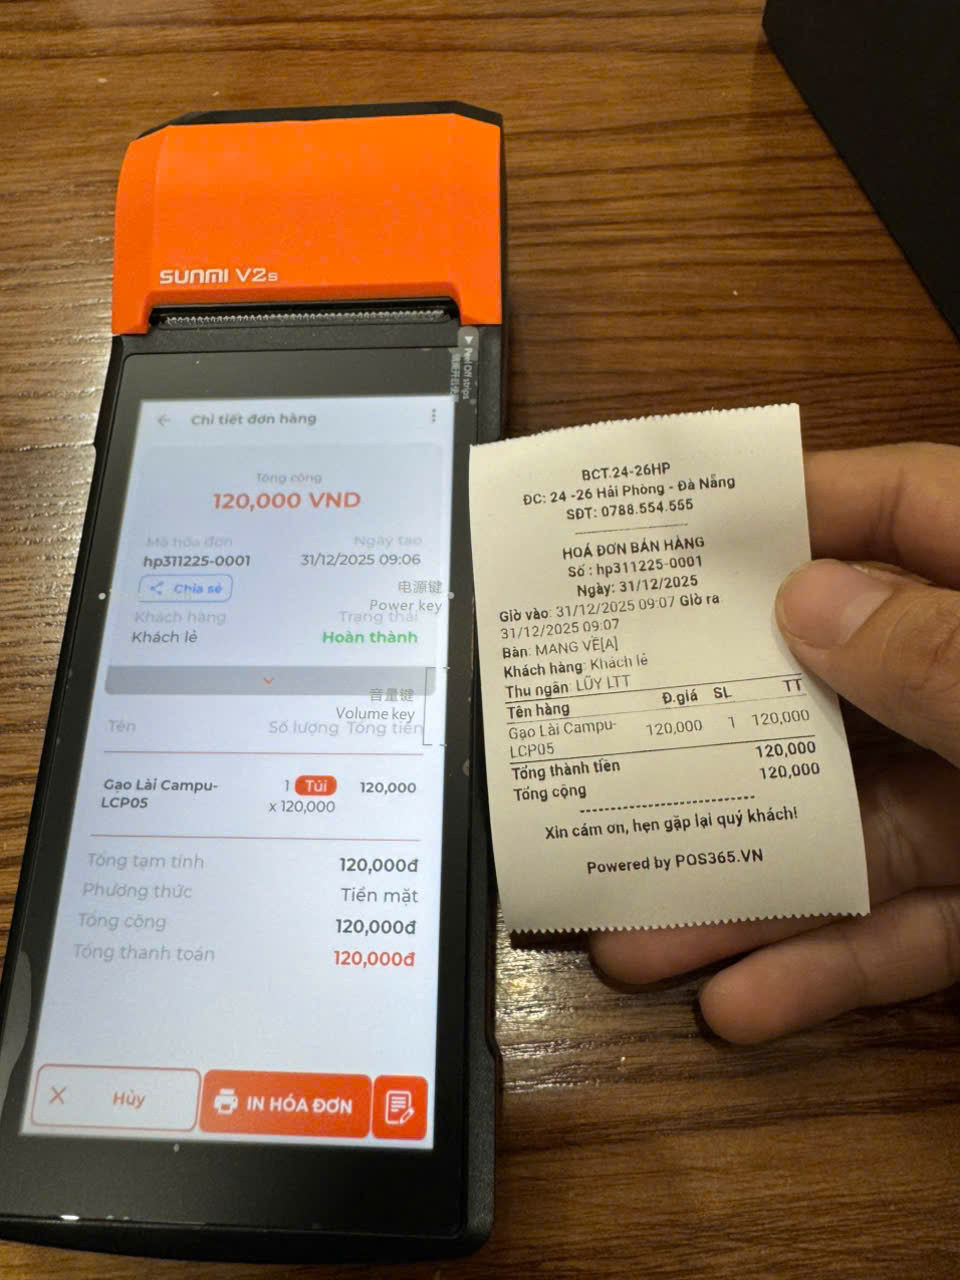 SUNMI V2s
Peel Off strips
Chi tiết đơn hàng
Tổng cộng
120,000 VND
Mã hóa đơn Ngày tạo
hp311225-0001 31/12/2025 09:06
Chia sẻ
电源键
Power key
Khách hàng Trạng thái
Khách lẻ Hoàn thành
音量键
Volume key
Tên Số lượng Tổng tiền
Gạo Lài Campu-LCP05 1 Túi 120,000
x 120,000
Tổng tạm tính 120,000đ
Phương thức Tiền mặt
Tổng cộng 120,000đ
Tổng thanh toán 120,000đ
Hủy
IN HÓA ĐƠN
BCT.24-26HP
ĐC: 24 -26 Hải Phòng - Đà Nẵng
SĐT: 0788.554.555
HOÁ ĐƠN BÁN HÀNG
Số : hp311225-0001
Ngày: 31/12/2025
Giờ vào: 31/12/2025 09:07 Giờ ra
31/12/2025 09:07
Bàn: MANG VỀ[A]
Khách hàng: Khách lẻ
Thu ngân: LŨY LTT
Tên hàng Đ.giá SL TT
Gạo Lài Campu- 120,000 1 120,000
LCP05
Tổng thành tiền 120,000
Tổng cộng 120,000
Xin cám ơn, hẹn gặp lại quý khách!
Powered by POS365.VN